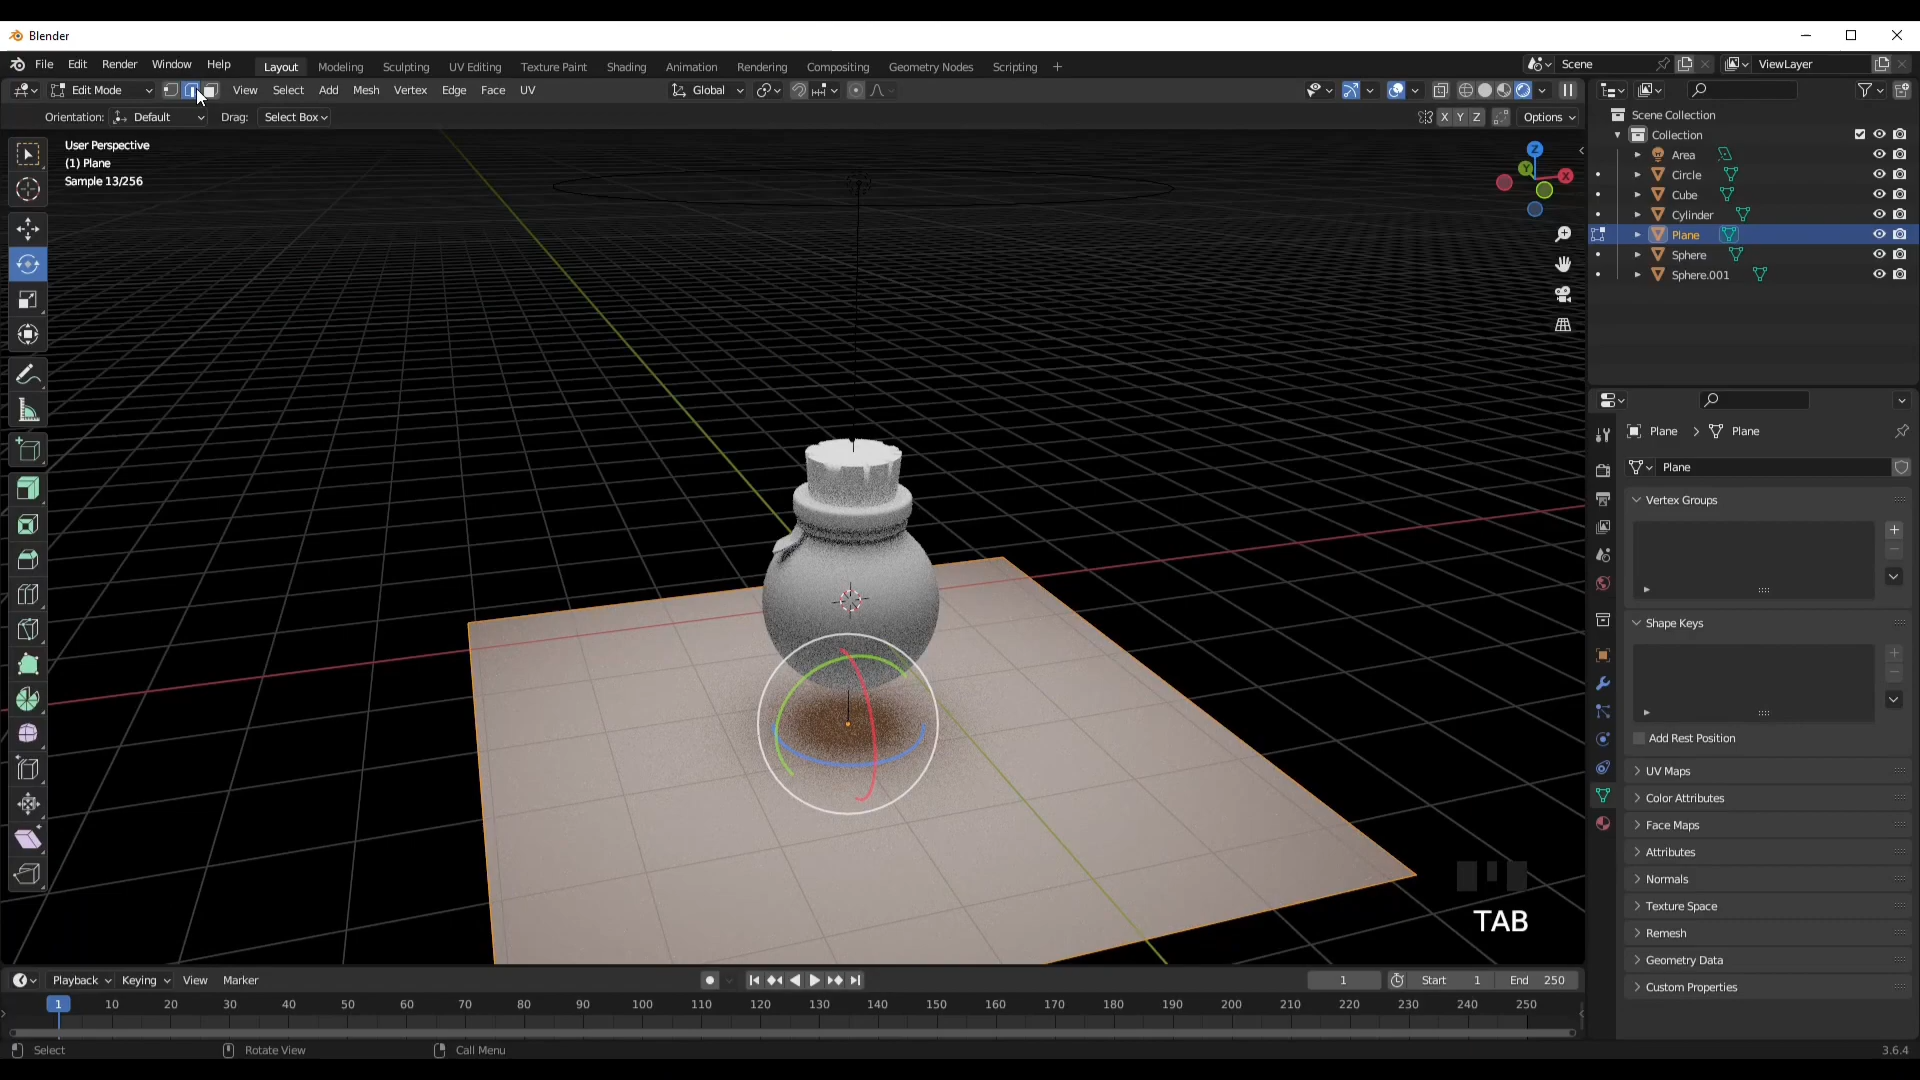 Blender
File Edit Render Window Help Layout Modeling Sculpting UV Editing Texture Paint Shading Animation Rendering Compositing Geometry Nodes Scripting + Scene ViewLayer
Edit Mode View Select Add Mesh Vertex Edge Face UV Global
Orientation: Default Drag: Select Box X Y Z Options
User Perspective
(1) Plane
Sample 13/256
Z
Y
X
Scene Collection
Collection
Area
Circle
Cube
Cylinder
Plane
Sphere
Sphere.001
Plane > Plane
Plane
Vertex Groups
Shape Keys
Add Rest Position
UV Maps
Color Attributes
Face Maps
Attributes
Normals
Texture Space
Remesh
Geometry Data
Custom Properties
TAB
Playback Keying View Marker 1 Start 1 End 250
1 10 20 30 40 50 60 70 80 90 100 110 120 130 140 150 160 170 180 190 200 210 220 230 240 250
Select Rotate View Call Menu 3.6.4